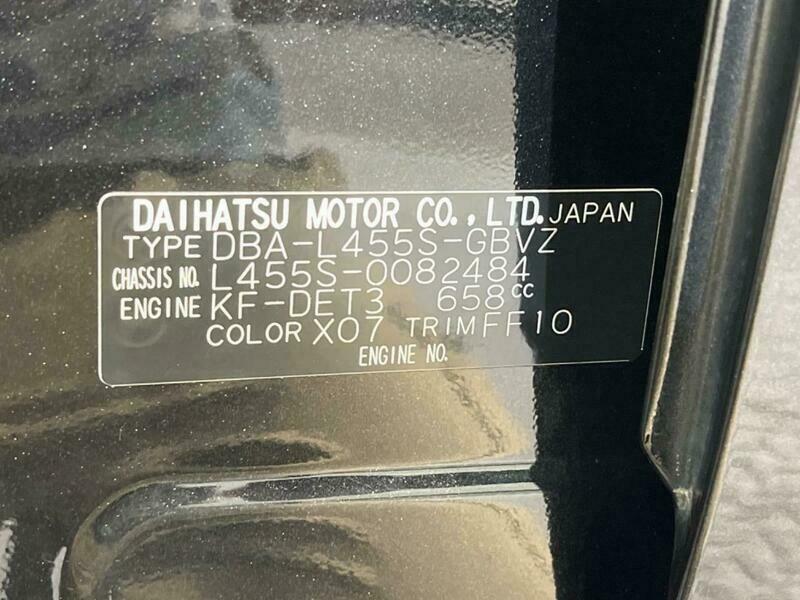 DAIHATSU MOTOR CO., LTD. JAPAN
TYPE DBA-L455S-GBVZ
CHASSIS NO. L455S-0082484
ENGINE KF-DET3 658cc
COLOR X07 TRIM FF10
ENGINE NO.